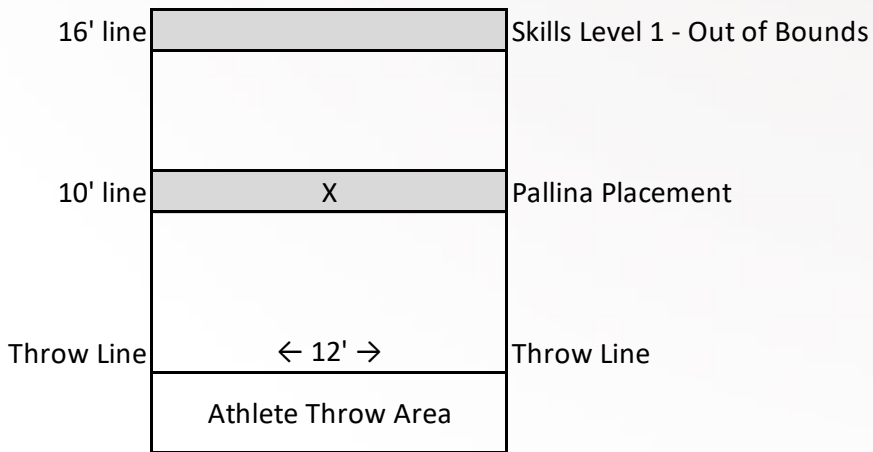 16' line Skills Level 1 - Out of Bounds
10' line X Pallina Placement
Throw Line ← 12' → Throw Line
Athlete Throw Area